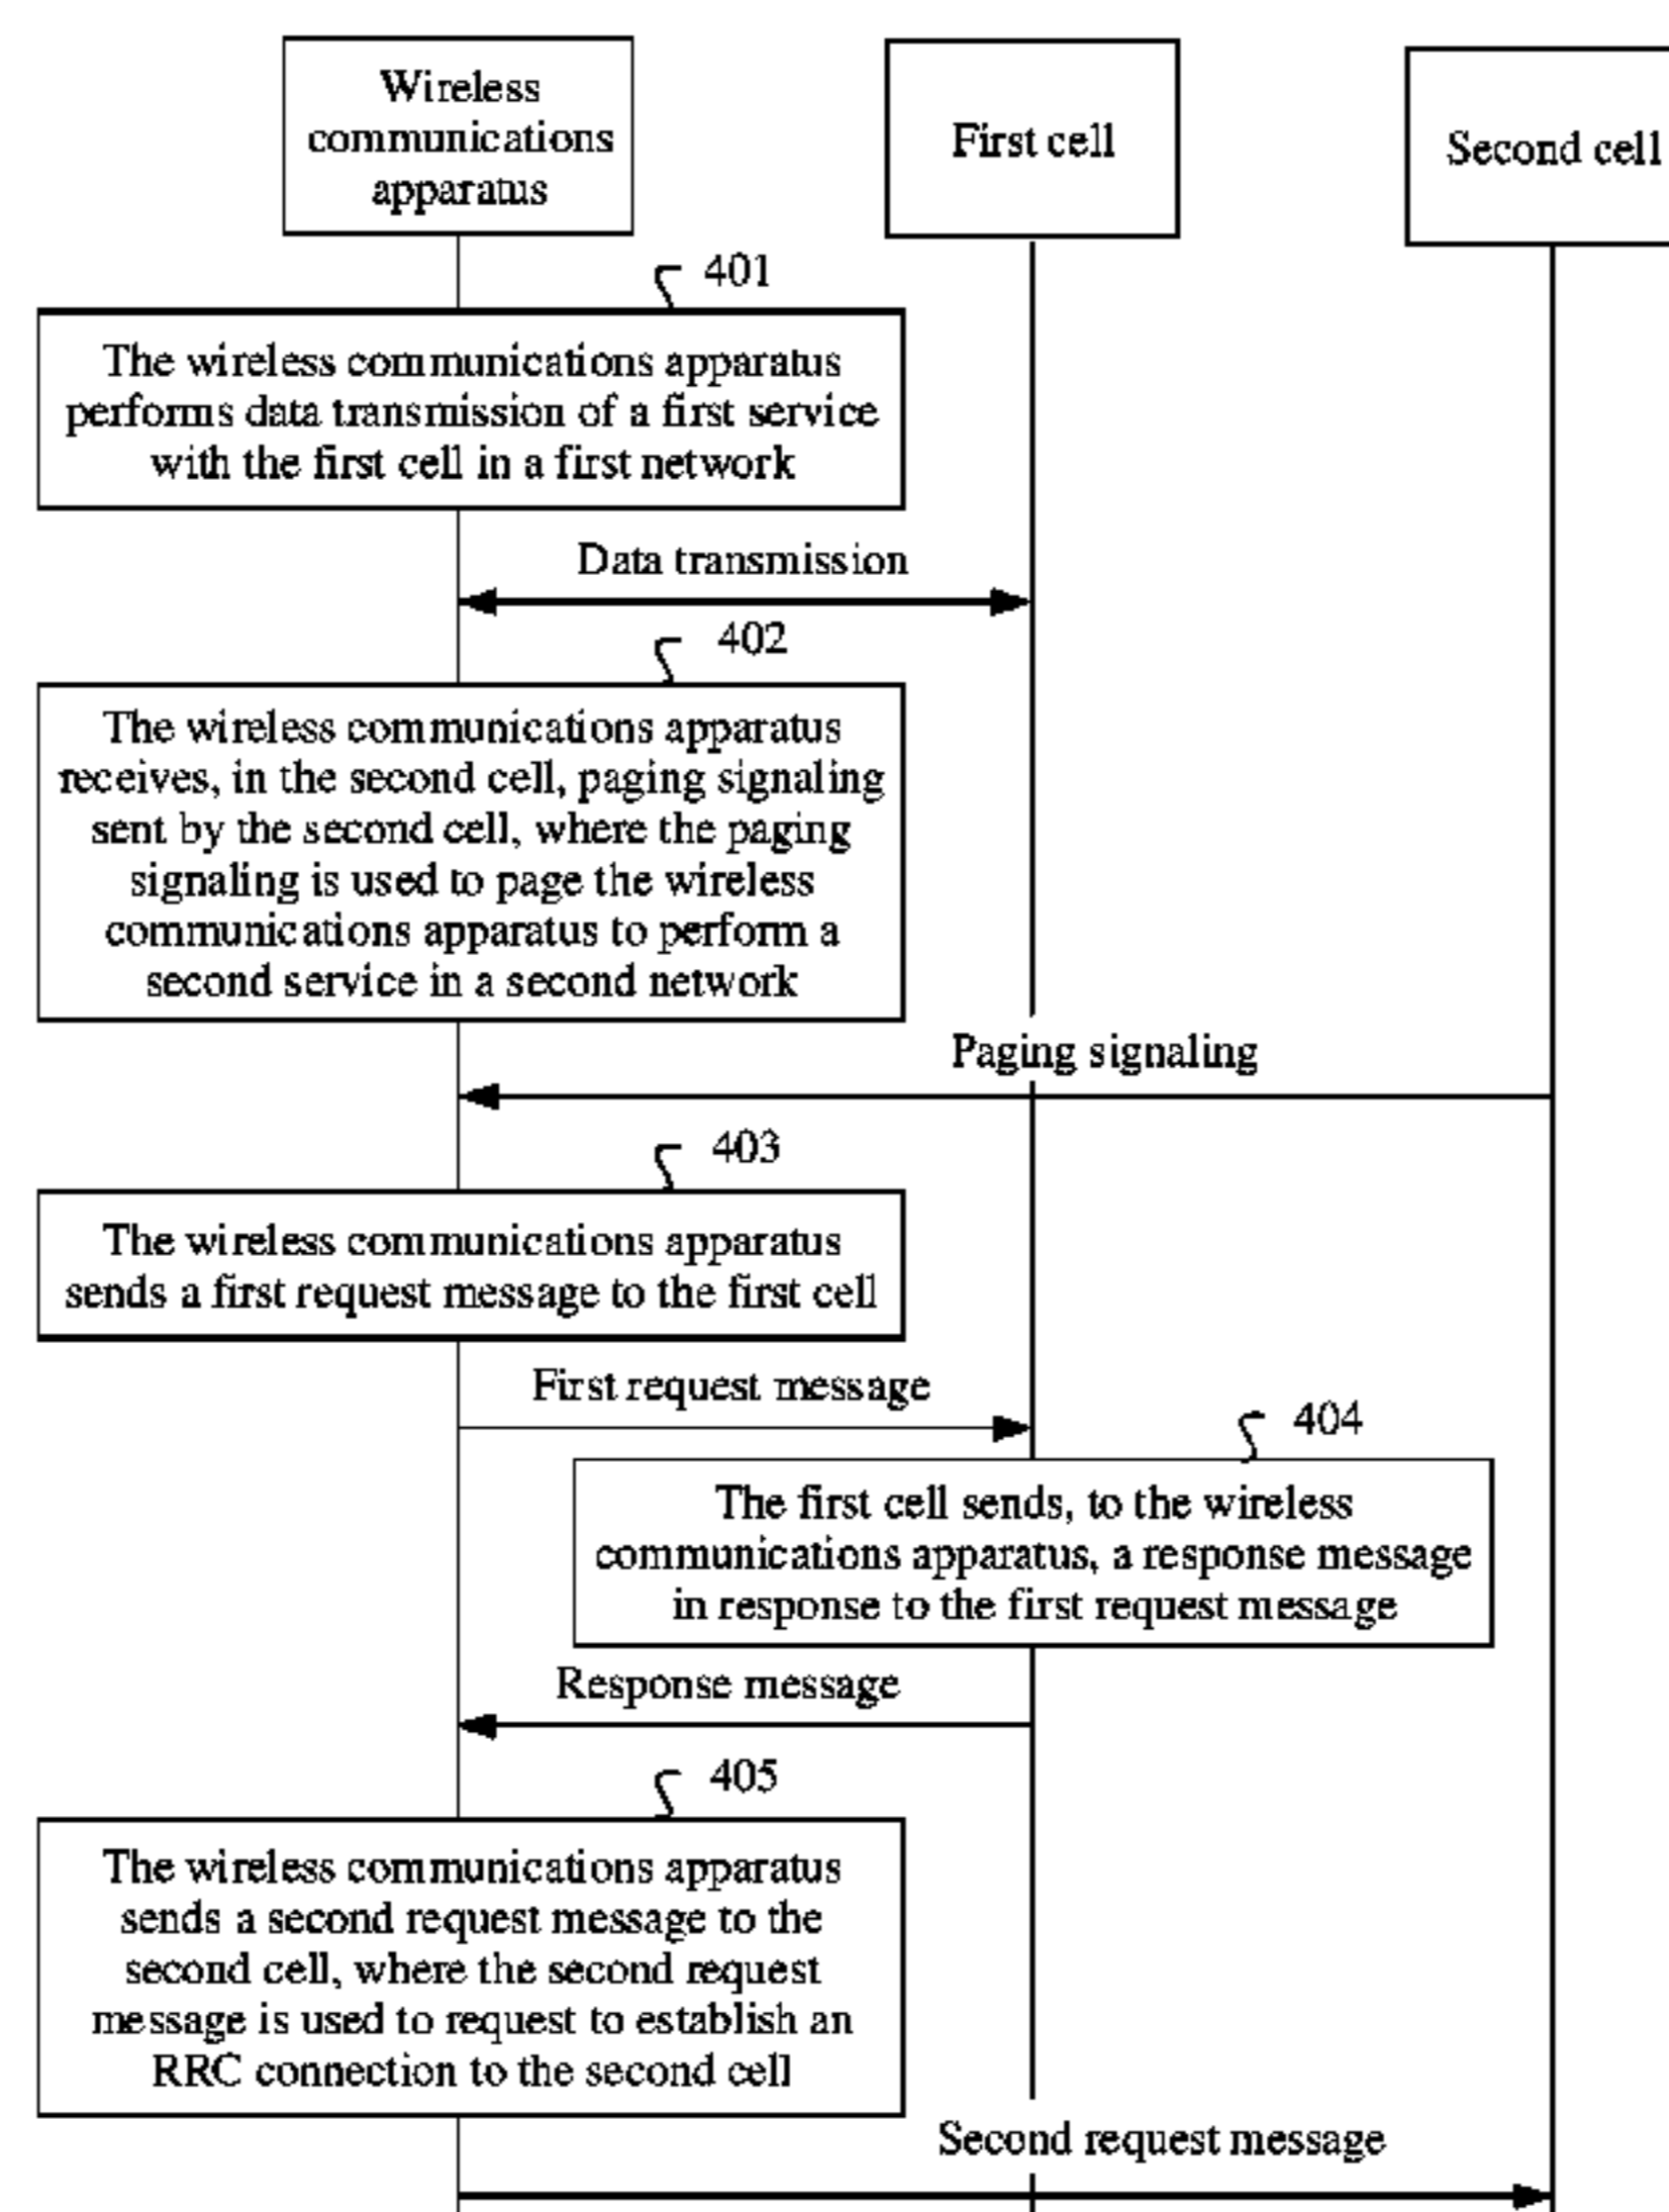 Wireless
communications
apparatus
First cell
Second cell
401
The wireless communications apparatus
performs data transmission of a first service
with the first cell in a first network
Data transmission
402
The wireless communications apparatus
receives, in the second cell, paging signaling
sent by the second cell, where the paging
signaling is used to page the wireless
communications apparatus to perform a
second service in a second network
Paging signaling
403
The wireless communications apparatus
sends a first request message to the first cell
First request message
404
The first cell sends, to the wireless
communications apparatus, a response message
in response to the first request message
Response message
405
The wireless communications apparatus
sends a second request message to the
second cell, where the second request
message is used to request to establish an
RRC connection to the second cell
Second request message